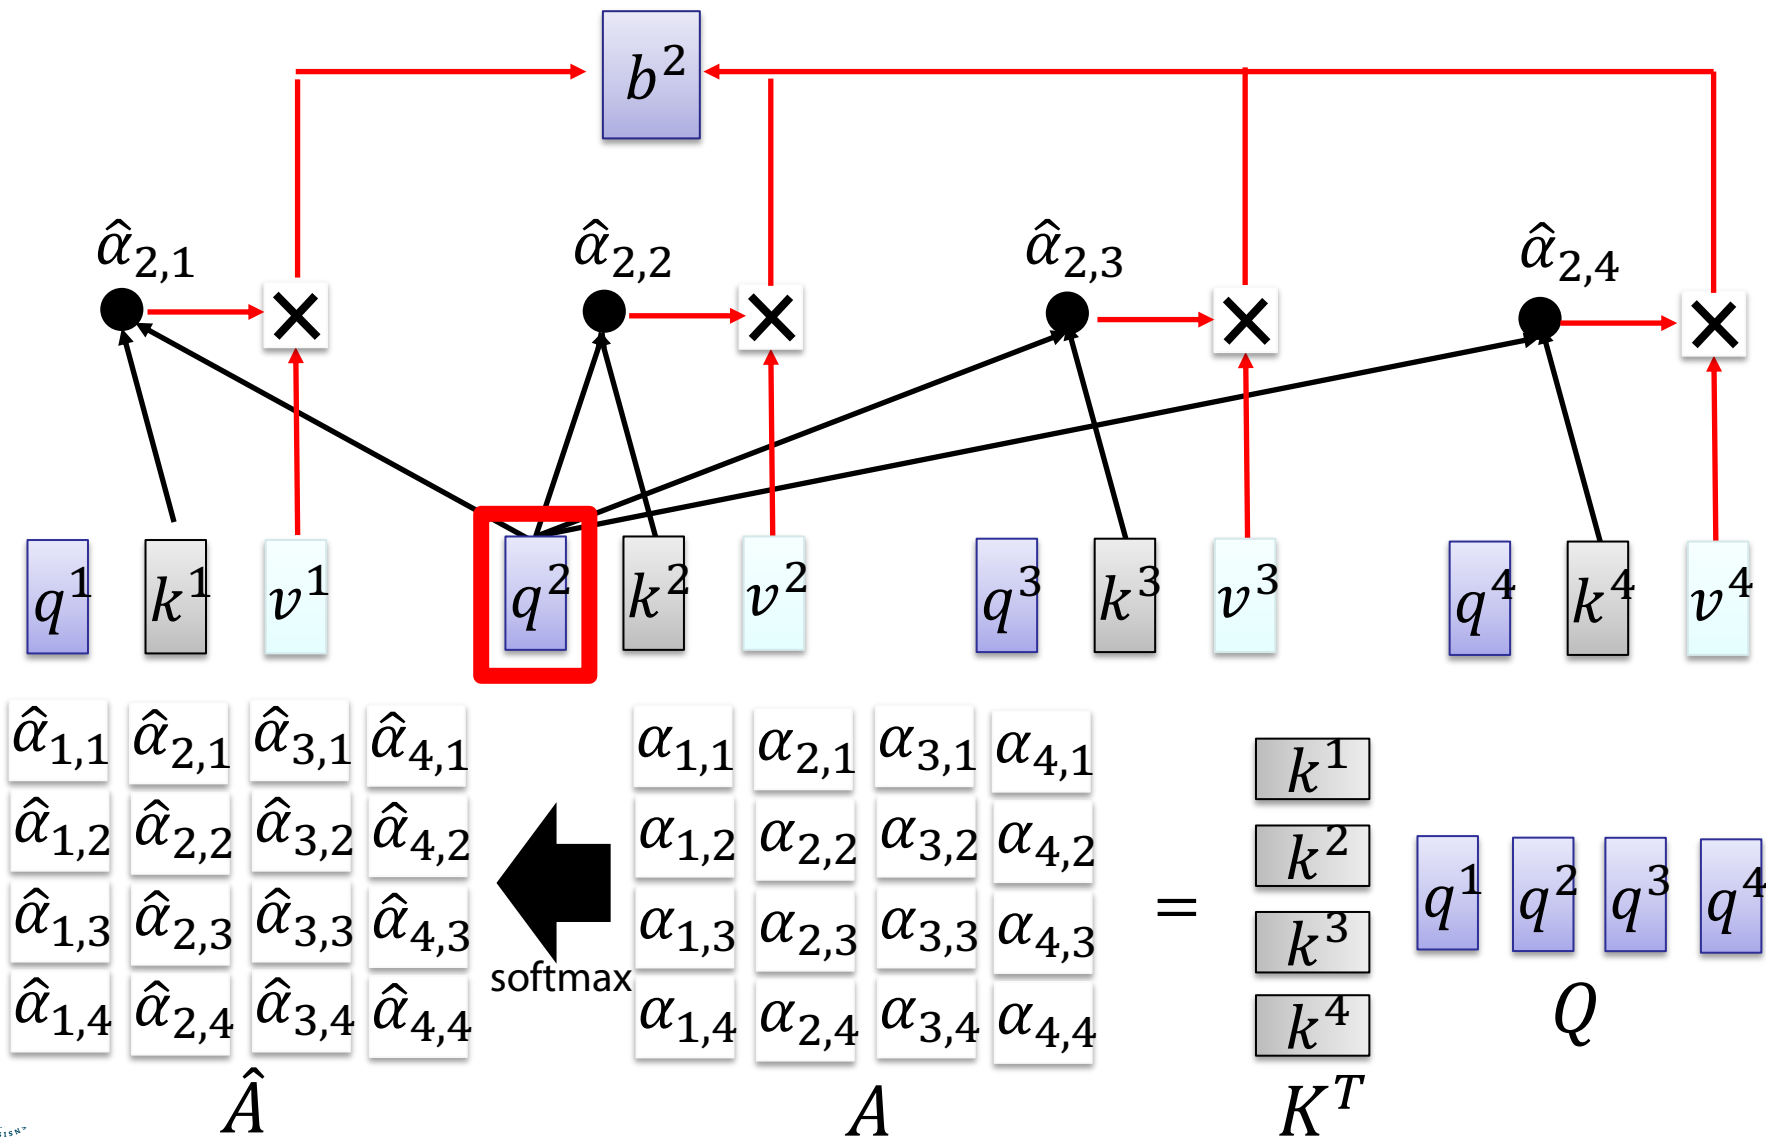 b²
α̂₂,₁ α̂₂,₂ α̂₂,₃ α̂₂,₄
× × × ×
q¹ k¹ v¹ q² k² v² q³ k³ v³ q⁴ k⁴ v⁴
α̂₁,₁ α̂₂,₁ α̂₃,₁ α̂₄,₁ α₁,₁ α₂,₁ α₃,₁ α₄,₁ k¹
α̂₁,₂ α̂₂,₂ α̂₃,₂ α̂₄,₂ α₁,₂ α₂,₂ α₃,₂ α₄,₂ k²
α̂₁,₃ α̂₂,₃ α̂₃,₃ α̂₄,₃ softmax α₁,₃ α₂,₃ α₃,₃ α₄,₃ = k³ q¹ q² q³ q⁴
α̂₁,₄ α̂₂,₄ α̂₃,₄ α̂₄,₄ α₁,₄ α₂,₄ α₃,₄ α₄,₄ k⁴ Q
Â A Kᵀ